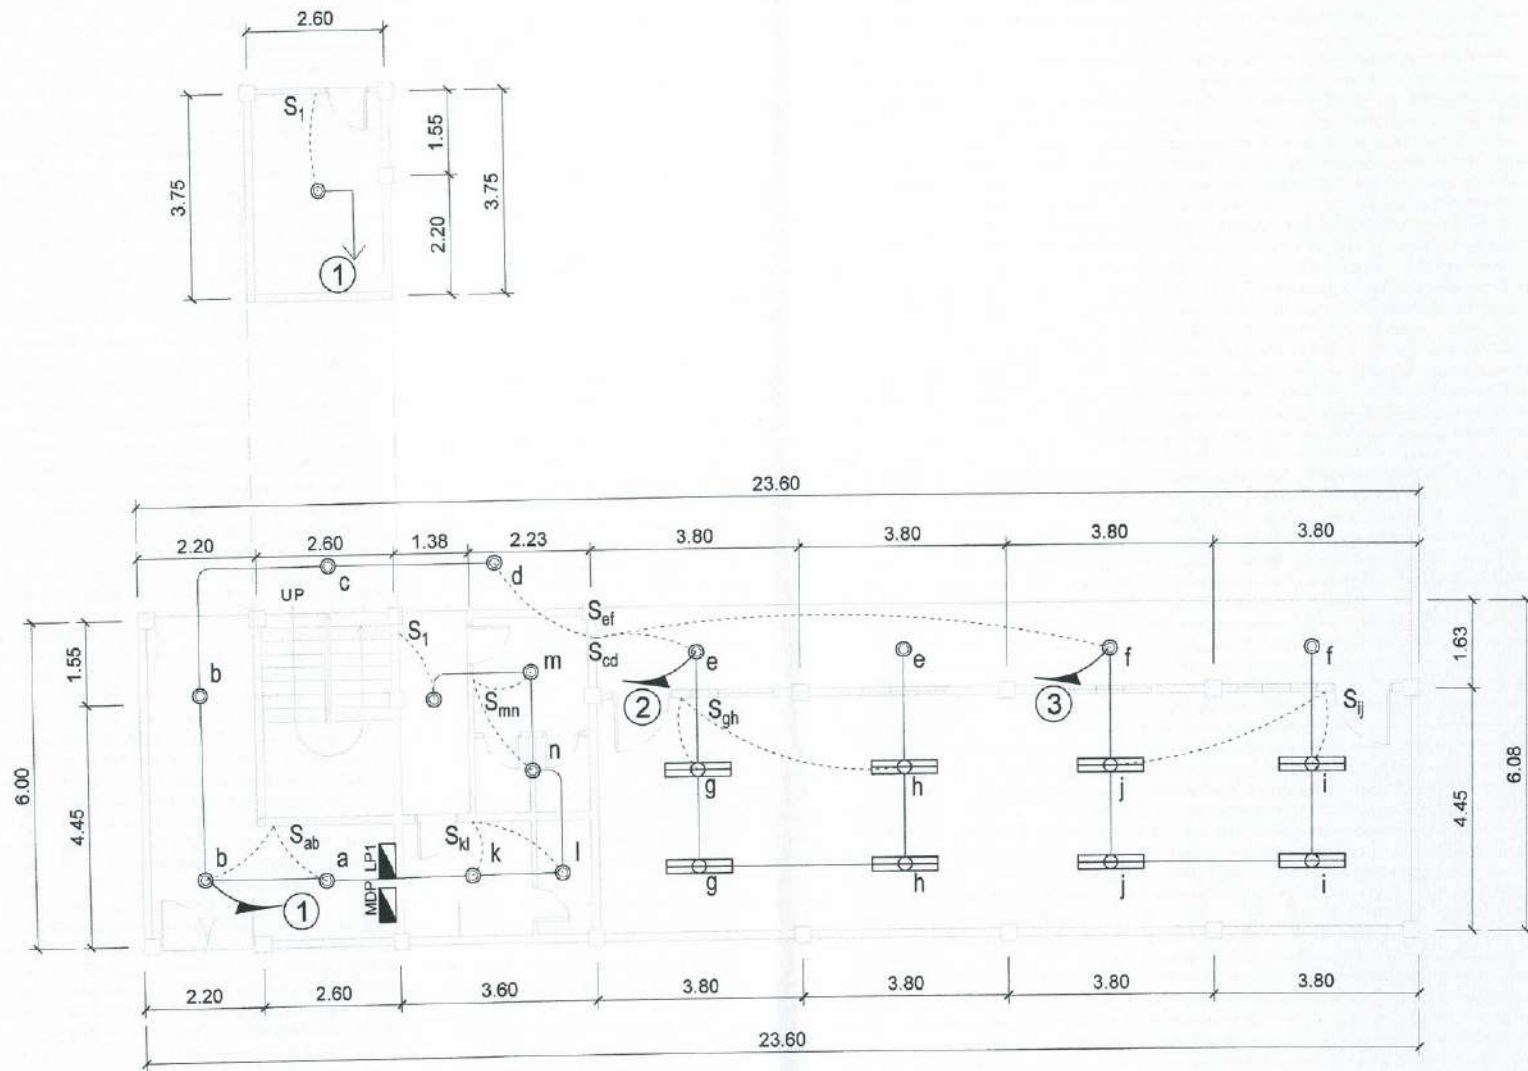 2.60
S1
1.55
3.75
3.75
2.20
1
23.60
2.20 2.60 1.38 2.23 3.80 3.80 3.80 3.80
c
d
UP
S1
Sef
Scd
e
e
f
f
1.55
1.63
b
m
Smn
2
Sgh
3
Sij
n
g
h
j
i
6.00
6.08
4.45
4.45
b
Sab
a
LP1
MDP
Skl
k
l
g
h
j
i
1
2.20 2.60 3.60 3.80 3.80 3.80 3.80
23.60